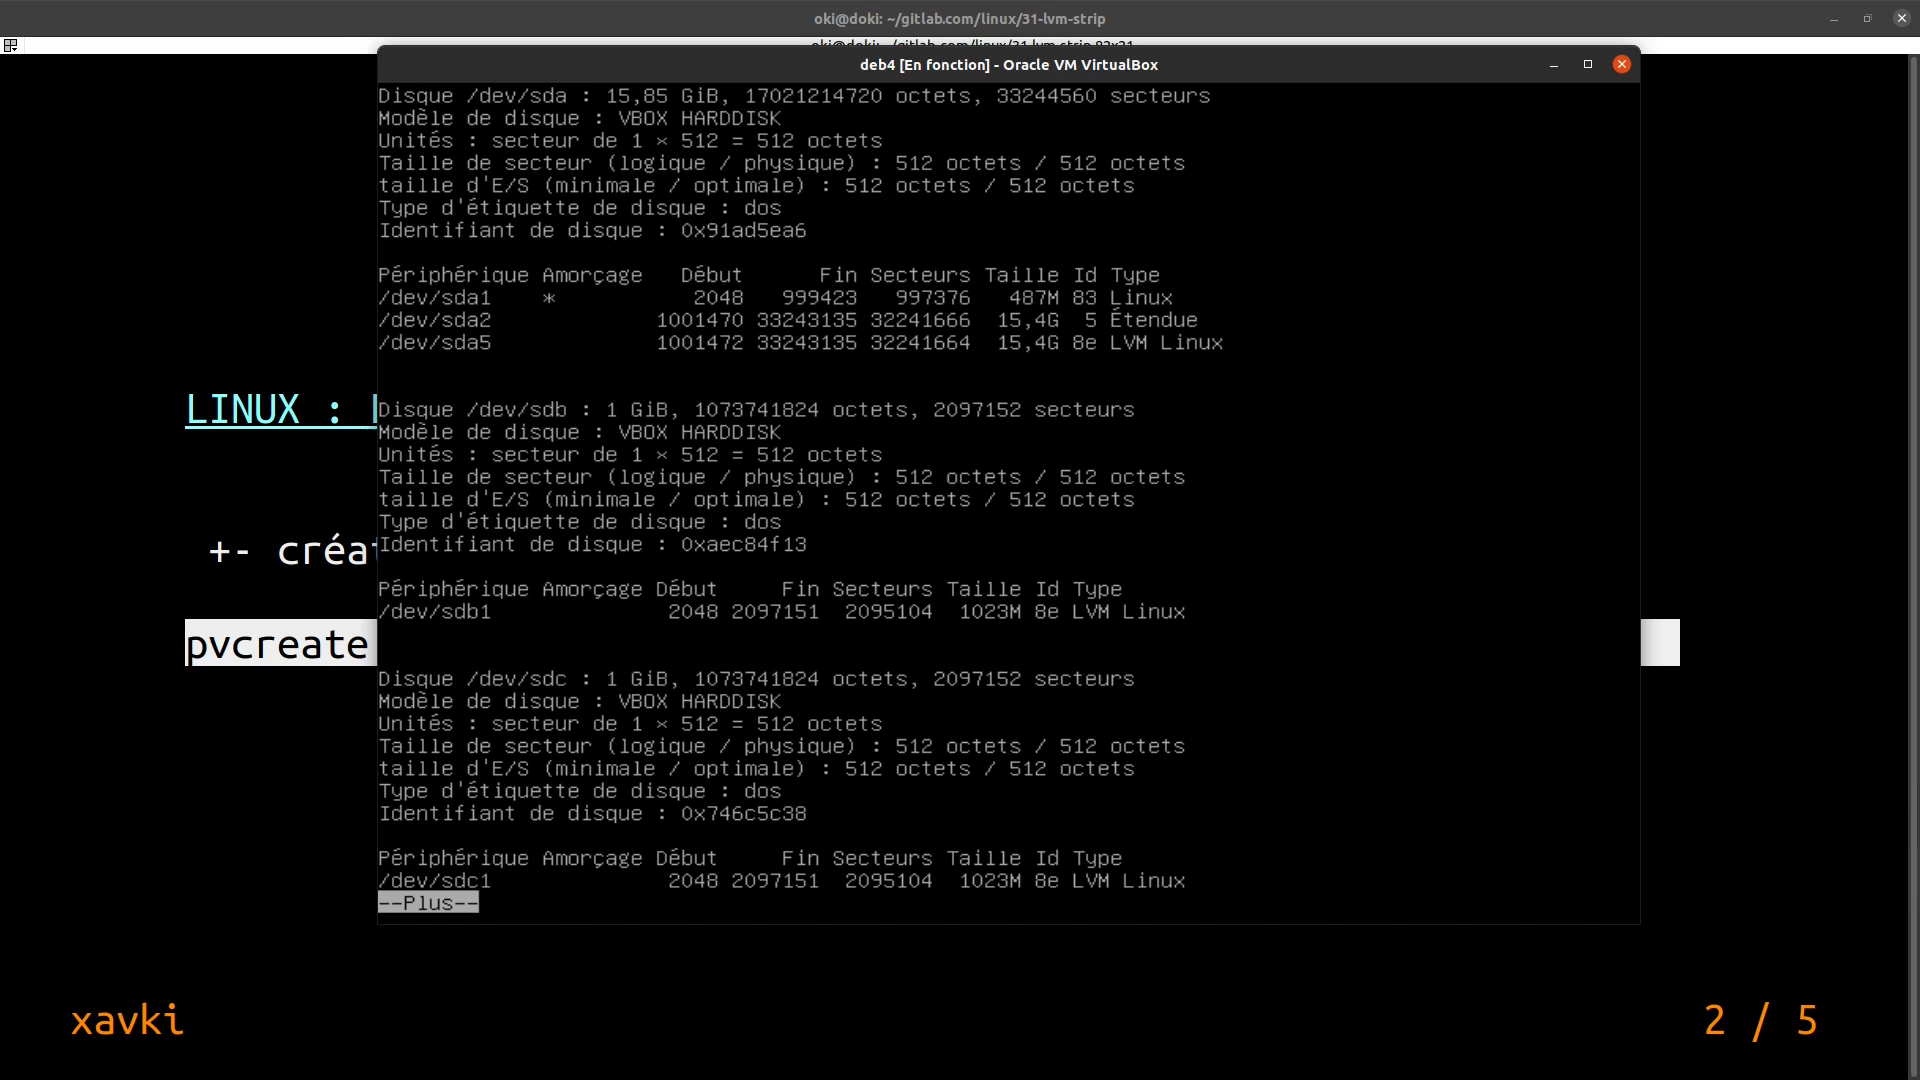 oki@doki: ~/gitlab.com/linux/31-lvm-strip
deb4 [En fonction] - Oracle VM VirtualBox
Disque /dev/sda : 15,85 GiB, 17021214720 octets, 33244560 secteurs
Modèle de disque : VBOX HARDDISK
Unités : secteur de 1 × 512 = 512 octets
Taille de secteur (logique / physique) : 512 octets / 512 octets
taille d'E/S (minimale / optimale) : 512 octets / 512 octets
Type d'étiquette de disque : dos
Identifiant de disque : 0x91ad5ea6
Périphérique Amorçage   Début      Fin Secteurs Taille Id Type
/dev/sda1    *           2048   999423   997376   487M 83 Linux
/dev/sda2             1001470 33243135 32241666  15,4G  5 Étendue
/dev/sda5             1001472 33243135 32241664  15,4G 8e LVM Linux
LINUX :
Disque /dev/sdb : 1 GiB, 1073741824 octets, 2097152 secteurs
Modèle de disque : VBOX HARDDISK
Unités : secteur de 1 × 512 = 512 octets
Taille de secteur (logique / physique) : 512 octets / 512 octets
taille d'E/S (minimale / optimale) : 512 octets / 512 octets
Type d'étiquette de disque : dos
+- créat
Identifiant de disque : 0xaec84f13
Périphérique Amorçage Début     Fin Secteurs Taille Id Type
/dev/sdb1              2048 2097151  2095104  1023M 8e LVM Linux
pvcreate
Disque /dev/sdc : 1 GiB, 1073741824 octets, 2097152 secteurs
Modèle de disque : VBOX HARDDISK
Unités : secteur de 1 × 512 = 512 octets
Taille de secteur (logique / physique) : 512 octets / 512 octets
taille d'E/S (minimale / optimale) : 512 octets / 512 octets
Type d'étiquette de disque : dos
Identifiant de disque : 0x746c5c38
Périphérique Amorçage Début     Fin Secteurs Taille Id Type
/dev/sdc1              2048 2097151  2095104  1023M 8e LVM Linux
--Plus--
xavki
2 / 5